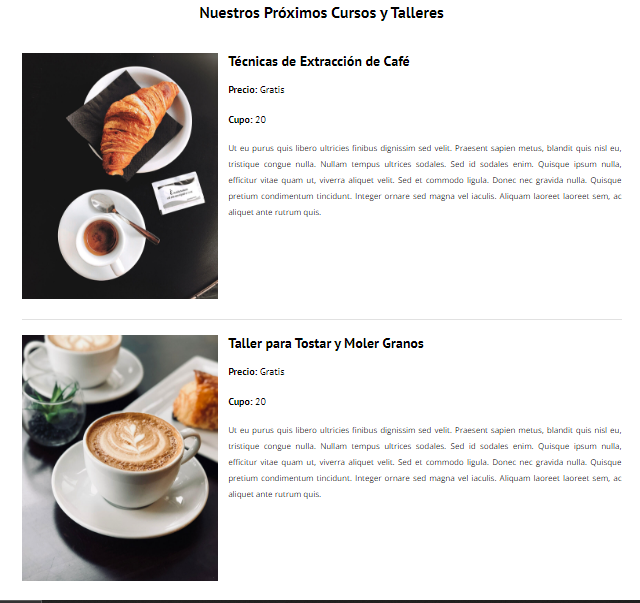 Nuestros Próximos Cursos y Talleres
Técnicas de Extracción de Café
Precio: Gratis
Cupo: 20
Ut eu purus quis libero ultricies finibus dignissim sed velit. Praesent sapien metus, blandit quis nisl eu,
tristique congue nulla. Nullam tempus ultrices sodales. Sed id sodales enim. Quisque ipsum nulla,
efficitur vitae quam ut, viverra aliquet velit. Sed et commodo ligula. Donec nec gravida nulla. Quisque
pretium condimentum tincidunt. Integer ornare sed magna vel iaculis. Aliquam laoreet laoreet sem, ac
aliquet ante rutrum quis.
Taller para Tostar y Moler Granos
Precio: Gratis
Cupo: 20
Ut eu purus quis libero ultricies finibus dignissim sed velit. Praesent sapien metus, blandit quis nisl eu,
tristique congue nulla. Nullam tempus ultrices sodales. Sed id sodales enim. Quisque ipsum nulla,
efficitur vitae quam ut, viverra aliquet velit. Sed et commodo ligula. Donec nec gravida nulla. Quisque
pretium condimentum tincidunt. Integer ornare sed magna vel iaculis. Aliquam laoreet laoreet sem, ac
aliquet ante rutrum quis.